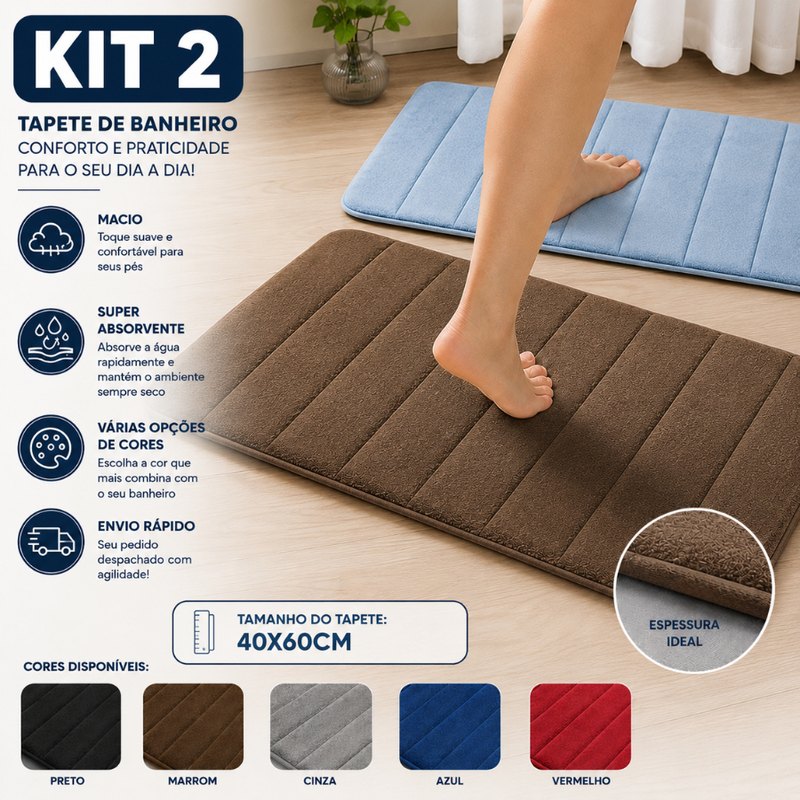 KIT 2
TAPETE DE BANHEIRO
CONFORTO E PRATICIDADE
PARA O SEU DIA A DIA!
MACIO
Toque suave e
confortável para
seus pés
SUPER
ABSORVENTE
Absorve a água
rapidamente e
mantém o ambiente
sempre seco
VÁRIAS OPÇÕES
DE CORES
Escolha a cor que
mais combina com
o seu banheiro
ENVIO RÁPIDO
Seu pedido
despachado com
agilidade!
ESPESSURA
IDEAL
TAMANHO DO TAPETE:
40X60CM
CORES DISPONÍVEIS:
PRETO
MARROM
CINZA
AZUL
VERMELHO